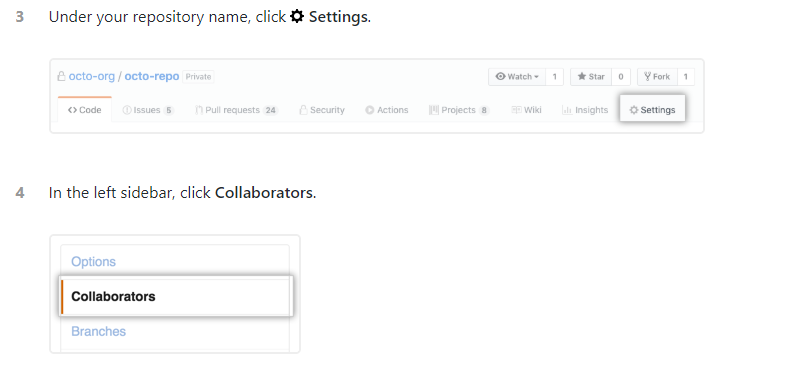 3 Under your repository name, click Settings.
octo-org / octo-repo Private Watch 1 Star 0 Fork 1
<> Code Issues 5 Pull requests 24 Security Actions Projects 8 Wiki Insights Settings
4 In the left sidebar, click Collaborators.
Options
Collaborators
Branches